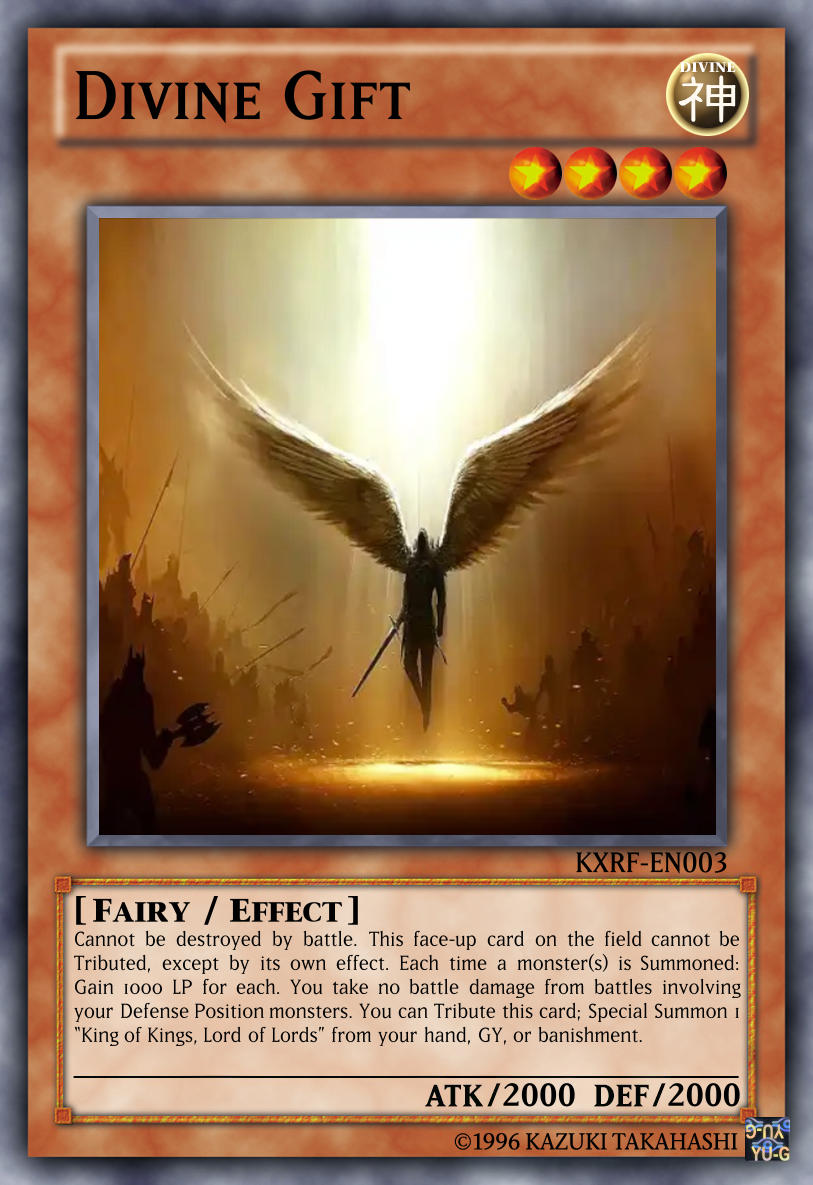 Divine Gift
DIVINE
神
KXRF-EN003
[ Fairy / Effect ]
Cannot be destroyed by battle. This face-up card on the field cannot be
Tributed, except by its own effect. Each time a monster(s) is Summoned:
Gain 1000 LP for each. You take no battle damage from battles involving
your Defense Position monsters. You can Tribute this card; Special Summon 1
“King of Kings, Lord of Lords” from your hand, GY, or banishment.
ATK/2000 DEF/2000
©1996 KAZUKI TAKAHASHI
YU-G
YU-G